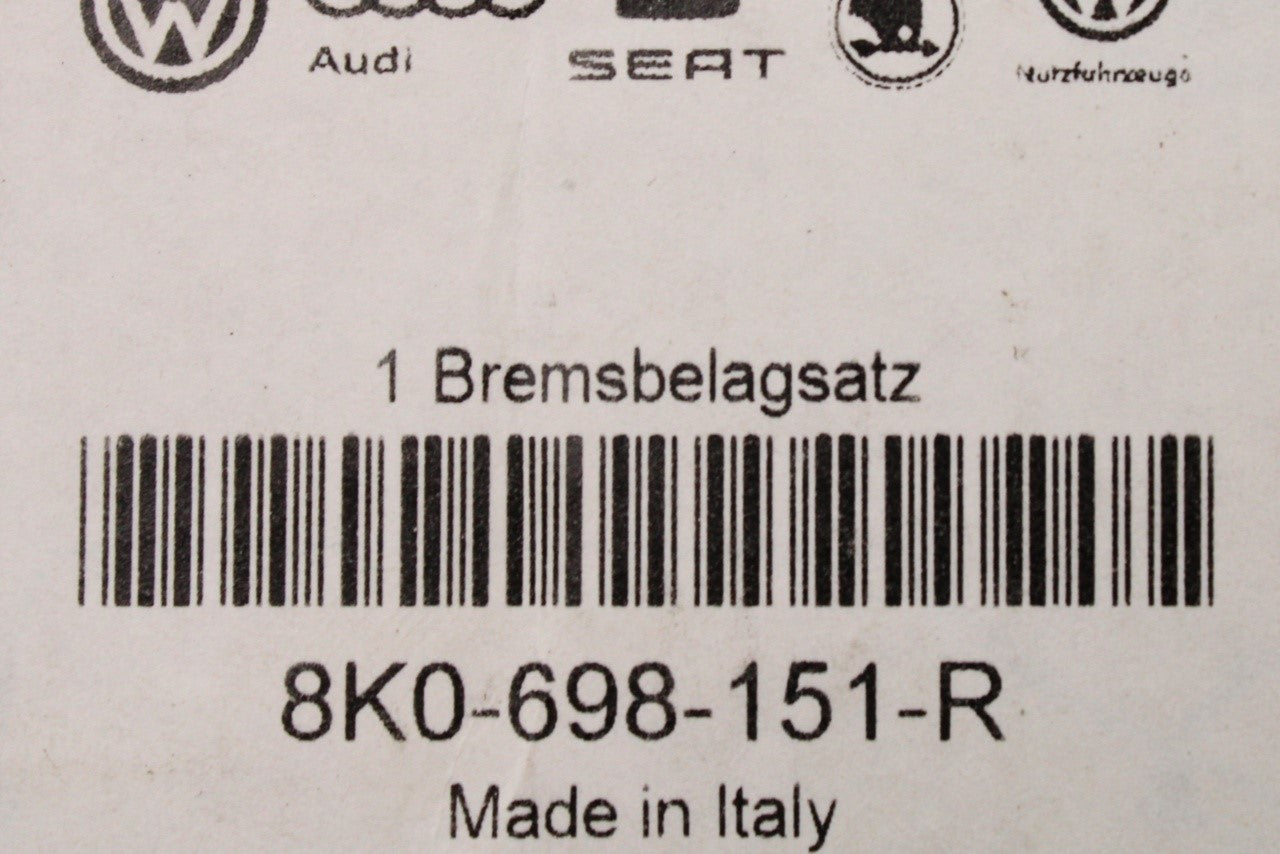 Audi SEAT Nutzfahrzeuge
1 Bremsbelagsatz
8K0-698-151-R
Made in Italy